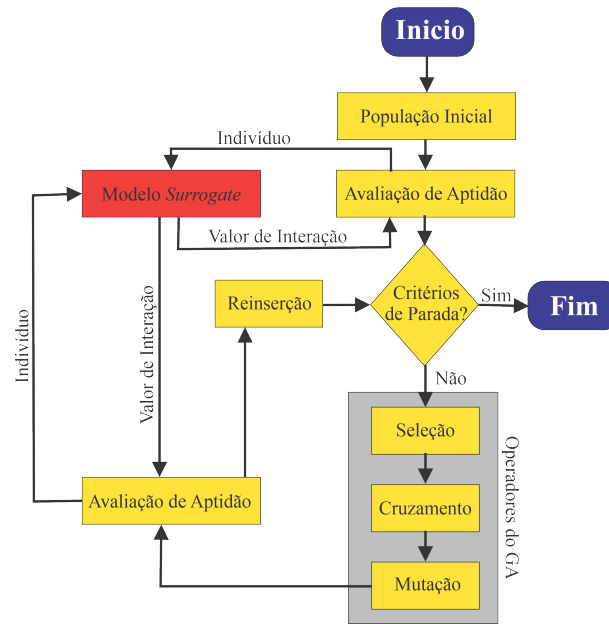 Inicio
População Inicial
Indivíduo
Modelo Surrogate
Avaliação de Aptidão
Valor de Interação
Reinserção
Critérios
de Parada?
Sim
Fim
Não
Indivíduo
Valor de Interação
Seleção
Operadores do GA
Avaliação de Aptidão
Cruzamento
Mutação